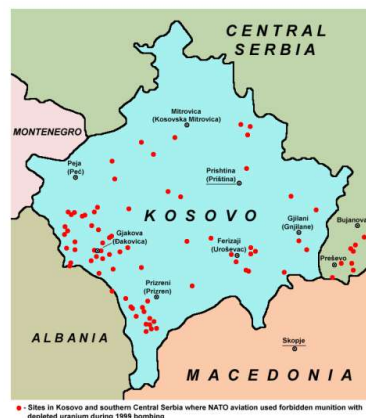 CENTRAL
SERBIA
MONTENEGRO
Mitrovica
(Kosovska Mitrovica)
Peja
(Peć)
Prishtina
(Priština)
KOSOVO
Gjakova
(Đakovica)
Ferizaji
(Uroševac)
Gjilani
(Gnjilane)
Bujanova
Preševo
Prizreni
(Prizren)
ALBANIA
Skopje
MACEDONIA
- Sites in Kosovo and southern Central Serbia where NATO aviation used forbidden munition with
depleted uranium during 1999 bombing